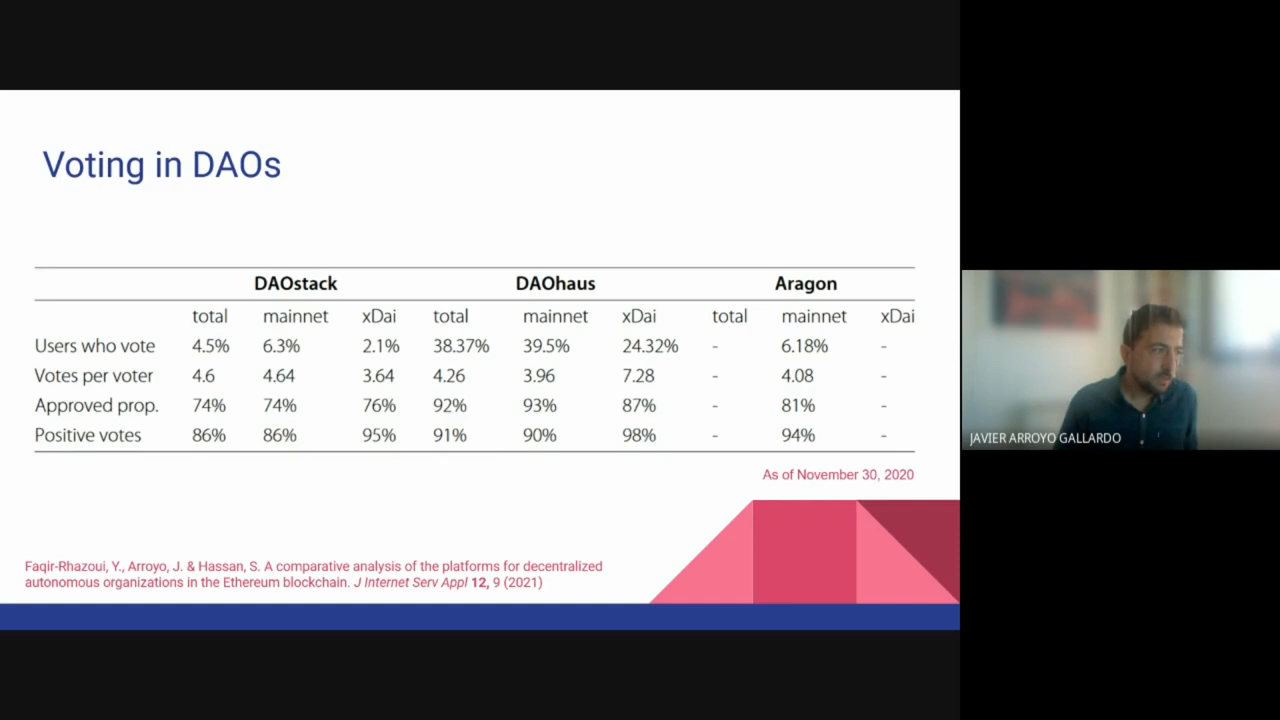 Voting in DAOs
DAOstack DAOhaus Aragon
total mainnet xDai total mainnet xDai total mainnet xDai
Users who vote 4.5% 6.3% 2.1% 38.37% 39.5% 24.32% - 6.18% -
Votes per voter 4.6 4.64 3.64 4.26 3.96 7.28 - 4.08 -
Approved prop. 74% 74% 76% 92% 93% 87% - 81% -
Positive votes 86% 86% 95% 91% 90% 98% - 94% -
As of November 30, 2020
Faqir-Rhazoui, Y., Arroyo, J. & Hassan, S. A comparative analysis of the platforms for decentralized
autonomous organizations in the Ethereum blockchain. J Internet Serv Appl 12, 9 (2021)
JAVIER ARROYO GALLARDO